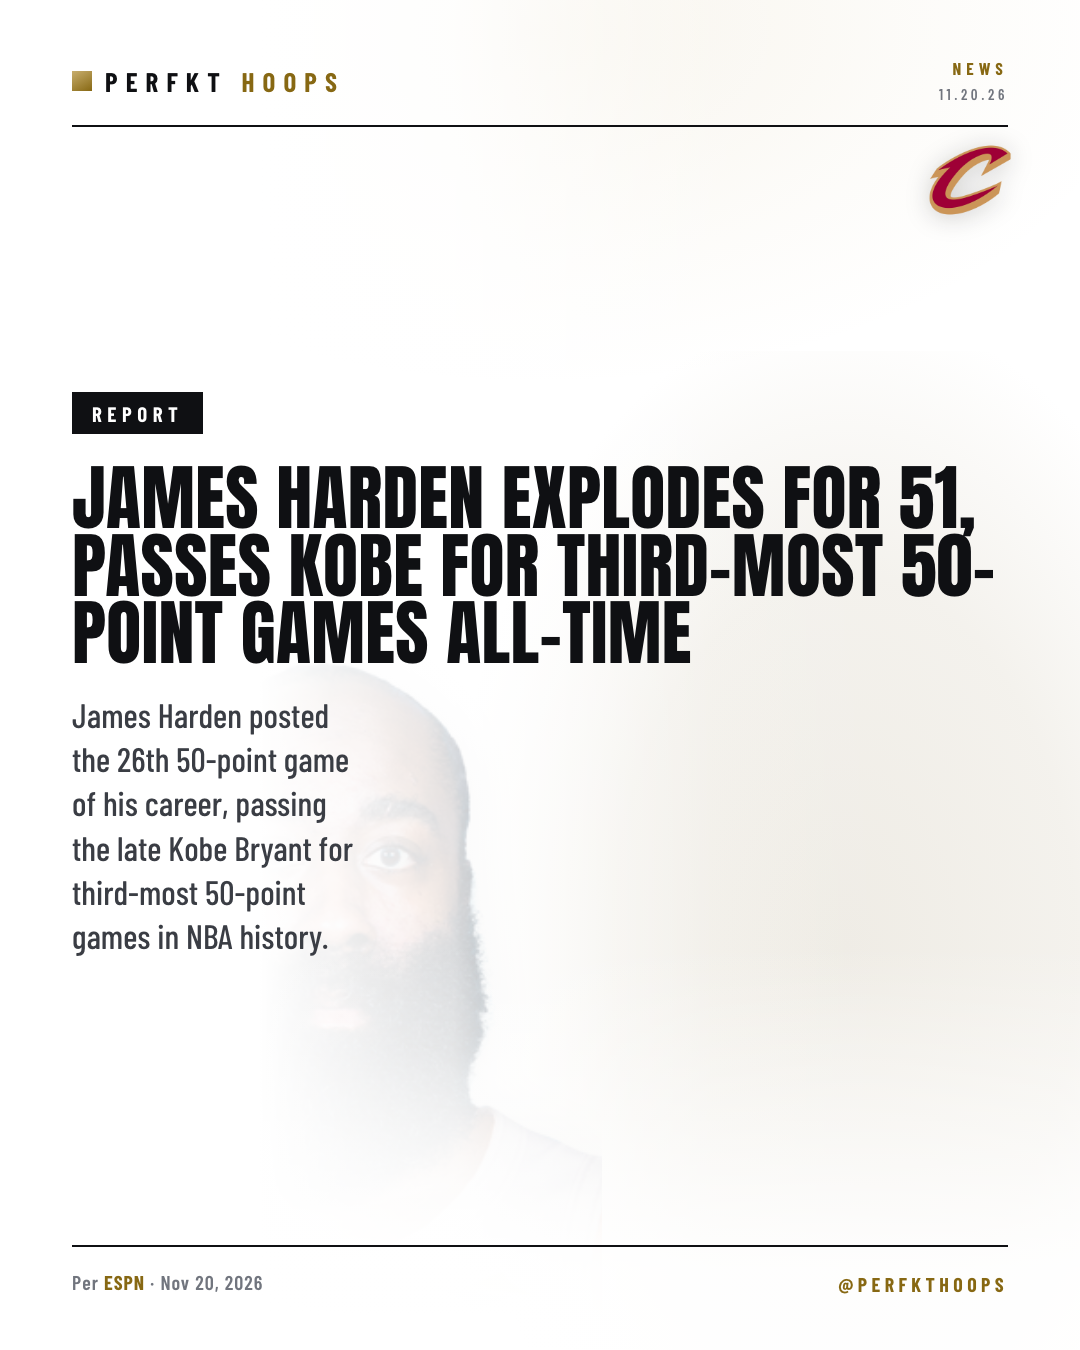 PERFKT HOOPS
NEWS
11.20.26
REPORT
JAMES HARDEN EXPLODES FOR 51,
PASSES KOBE FOR THIRD-MOST 50-
POINT GAMES ALL-TIME
James Harden posted
the 26th 50-point game
of his career, passing
the late Kobe Bryant for
third-most 50-point
games in NBA history.
Per ESPN · Nov 20, 2026
@PERFKTHOOPS